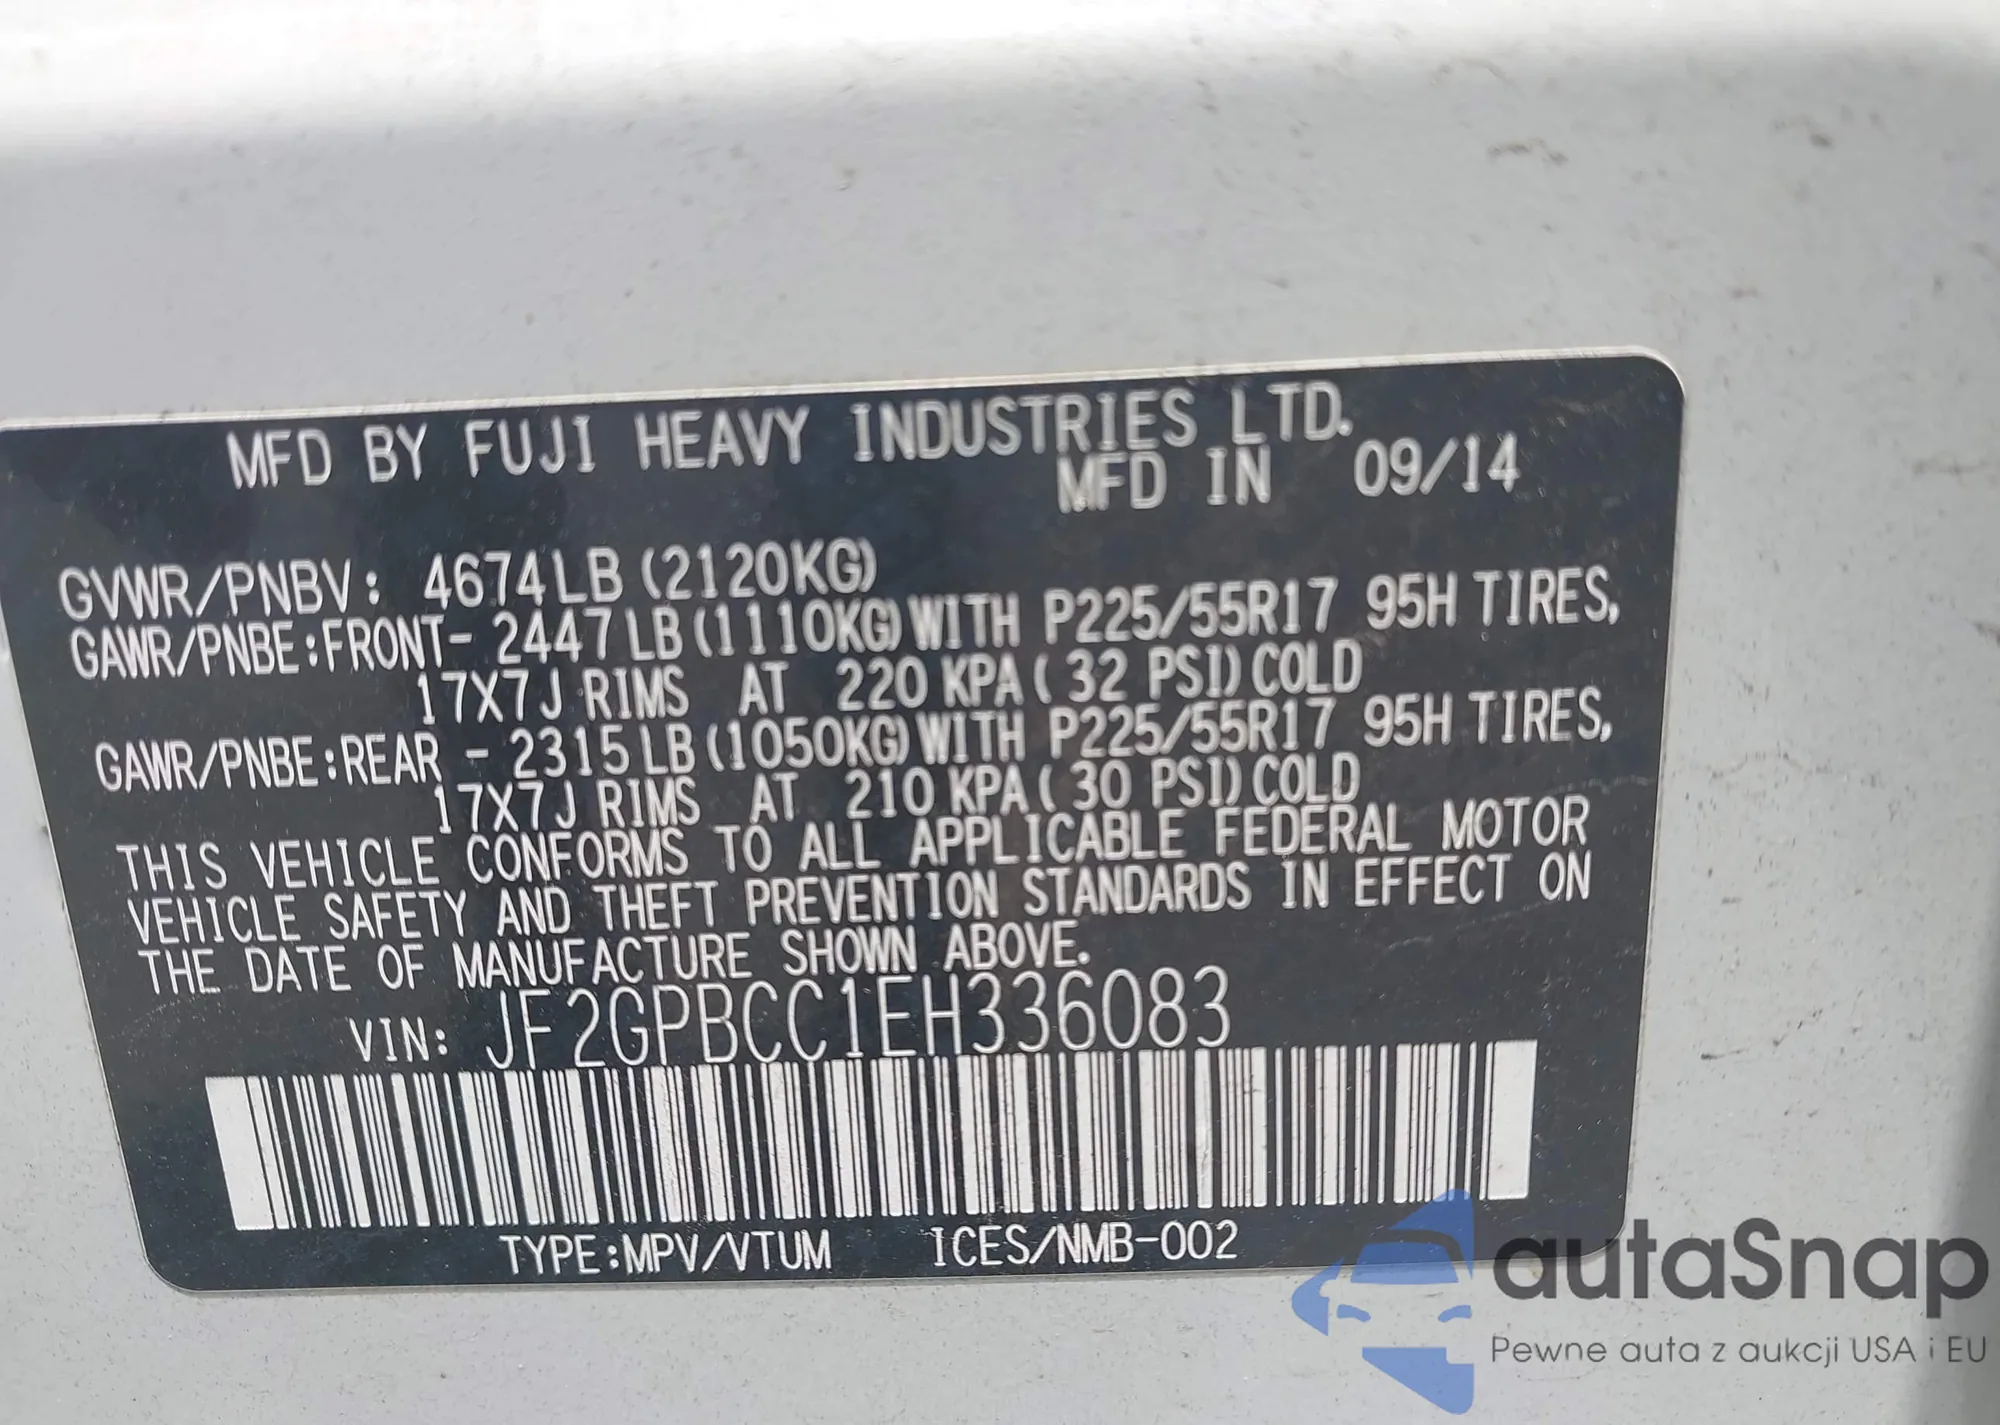 MFD BY FUJI HEAVY INDUSTRIES LTD.
MFD IN 09/14
GVWR/PNBV: 4674LB (2120KG)
GAWR/PNBE:FRONT- 2447LB(1110KG)WITH P225/55R17 95H TIRES,
17X7J RIMS AT 220 KPA( 32 PSI)COLD
GAWR/PNBE:REAR - 2315LB(1050KG)WITH P225/55R17 95H TIRES,
17X7J RIMS AT 210 KPA( 30 PSI)COLD
THIS VEHICLE CONFORMS TO ALL APPLICABLE FEDERAL MOTOR
VEHICLE SAFETY AND THEFT PREVENTION STANDARDS IN EFFECT ON
THE DATE OF MANUFACTURE SHOWN ABOVE.
VIN: JF2GPBCC1EH336083
TYPE:MPV/VTUM ICES/NMB-002
autaSnap
Pewne auta z aukcji USA i EU